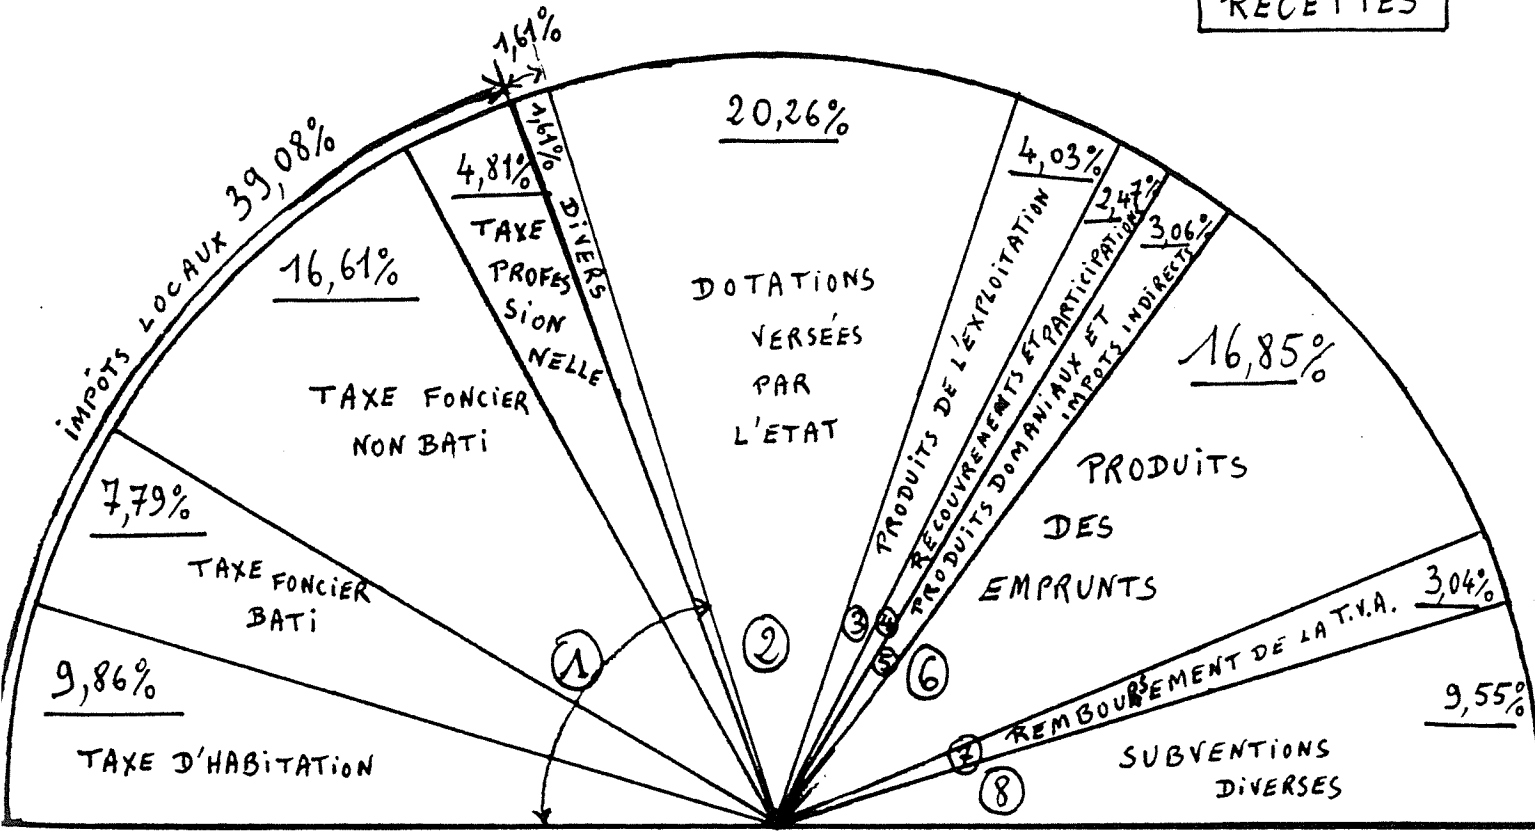 RECETTES
1,61%
IMPÔTS LOCAUX 39,08%
9,86%
TAXE D'HABITATION
7,79%
TAXE FONCIER
BATI
16,61%
TAXE FONCIER
NON BATI
4,81%
TAXE
PROFES
SION
NELLE
1,61% DIVERS
1
20,26%
DOTATIONS
VERSÉES
PAR
L'ETAT
2
4,03%
PRODUITS DE L'EXPLOITATION
3
2,47%
RECOUVREMENTS ET PARTICIPATIONS
4
3,06%
PRODUITS DOMANIAUX ET
IMPOTS INDIRECTS
5
16,85%
PRODUITS
DES
EMPRUNTS
6
3,04%
REMBOURSEMENT DE LA T.V.A.
7
9,55%
SUBVENTIONS
DIVERSES
8